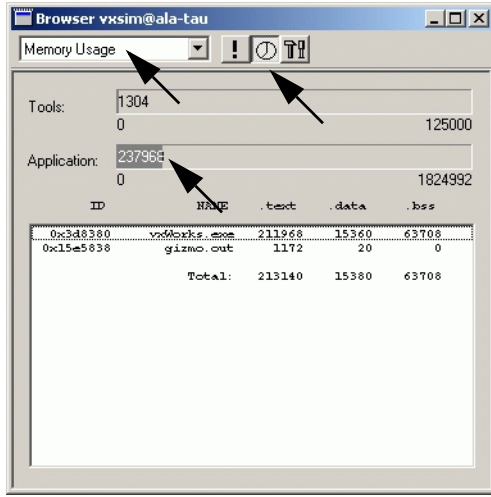 Browser vxsim@ala-tau
Memory Usage
Tools: 1304
0 125000
Application: 237968
0 1824992
ID NAME .text .data .bss
0x3d8380 vxWorks.exe 211968 15360 63708
0x15e5838 gizmo.out 1172 20 0
Total: 213140 15380 63708